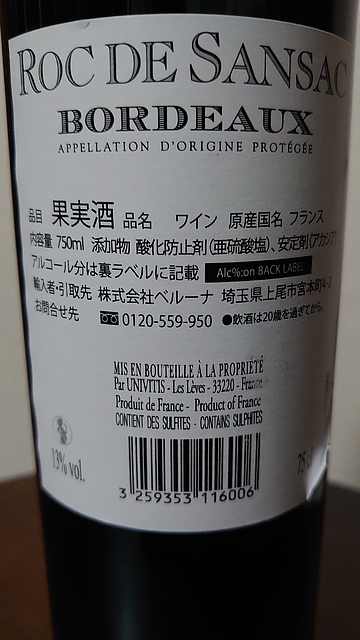 ROC DE SANSAC
BORDEAUX
APPELLATION D'ORIGINE PROTÉGÉE
品目 果実酒 品名 ワイン 原産国名 フランス
内容量 750ml 添加物 酸化防止剤(亜硫酸塩)、安定剤(アカシア
アルコール分は裏ラベルに記載 Alc%:on BACK LABEL
輸入者・引取先 株式会社ベルーナ 埼玉県上尾市宮本町4-2
お問合せ先 0120-559-950 ●飲酒は20歳を過ぎてから。
MIS EN BOUTEILLE À LA PROPRIÉTÉ
Par UNIVITIS - Les Lèves - 33220 - France
Produit de France - Product of France
CONTIENT DES SULFITES - CONTAINS SULPHITES
13% vol.
75 cl
3 259353 116006